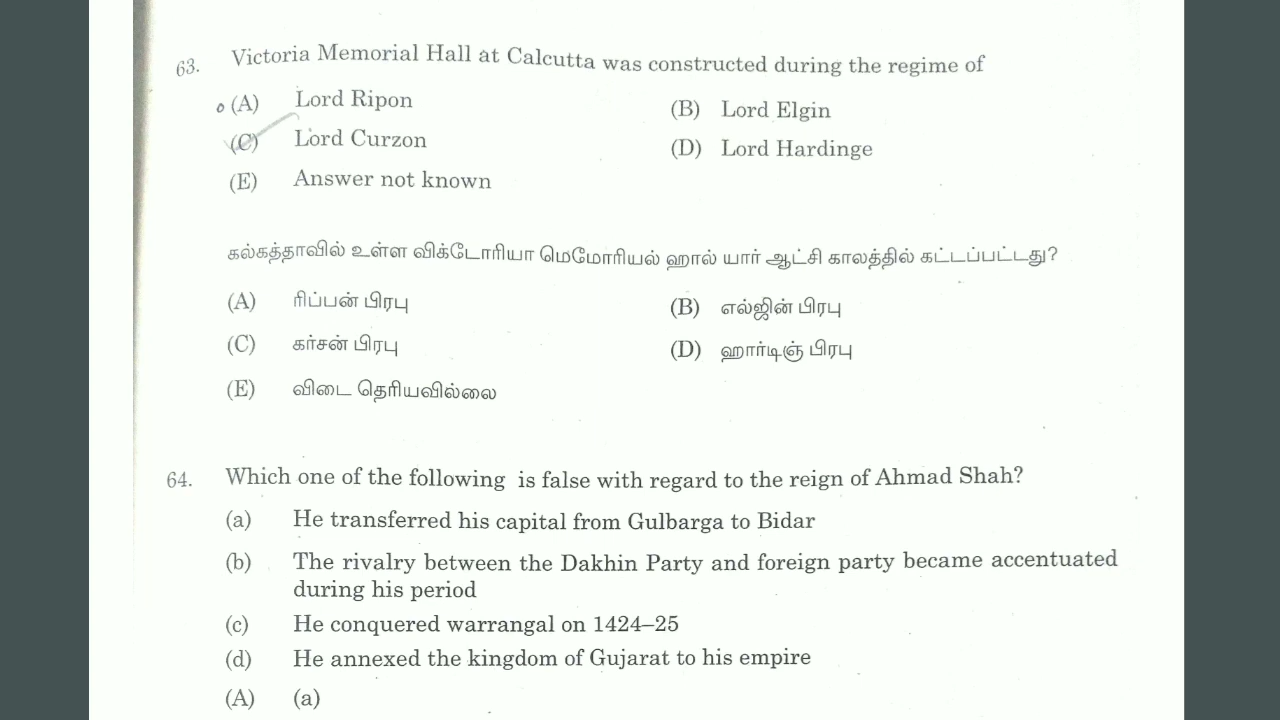 63. Victoria Memorial Hall at Calcutta was constructed during the regime of
(A) Lord Ripon (B) Lord Elgin
(C) Lord Curzon (D) Lord Hardinge
(E) Answer not known
கல்கத்தாவில் உள்ள விக்டோரியா மெமோரியல் ஹால் யார் ஆட்சி காலத்தில் கட்டப்பட்டது?
(A) ரிப்பன் பிரபு (B) எல்ஜின் பிரபு
(C) கர்சன் பிரபு (D) ஹார்டிஞ் பிரபு
(E) விடை தெரியவில்லை
64. Which one of the following is false with regard to the reign of Ahmad Shah?
(a) He transferred his capital from Gulbarga to Bidar
(b) The rivalry between the Dakhin Party and foreign party became accentuated
during his period
(c) He conquered warrangal on 1424–25
(d) He annexed the kingdom of Gujarat to his empire
(A) (a)